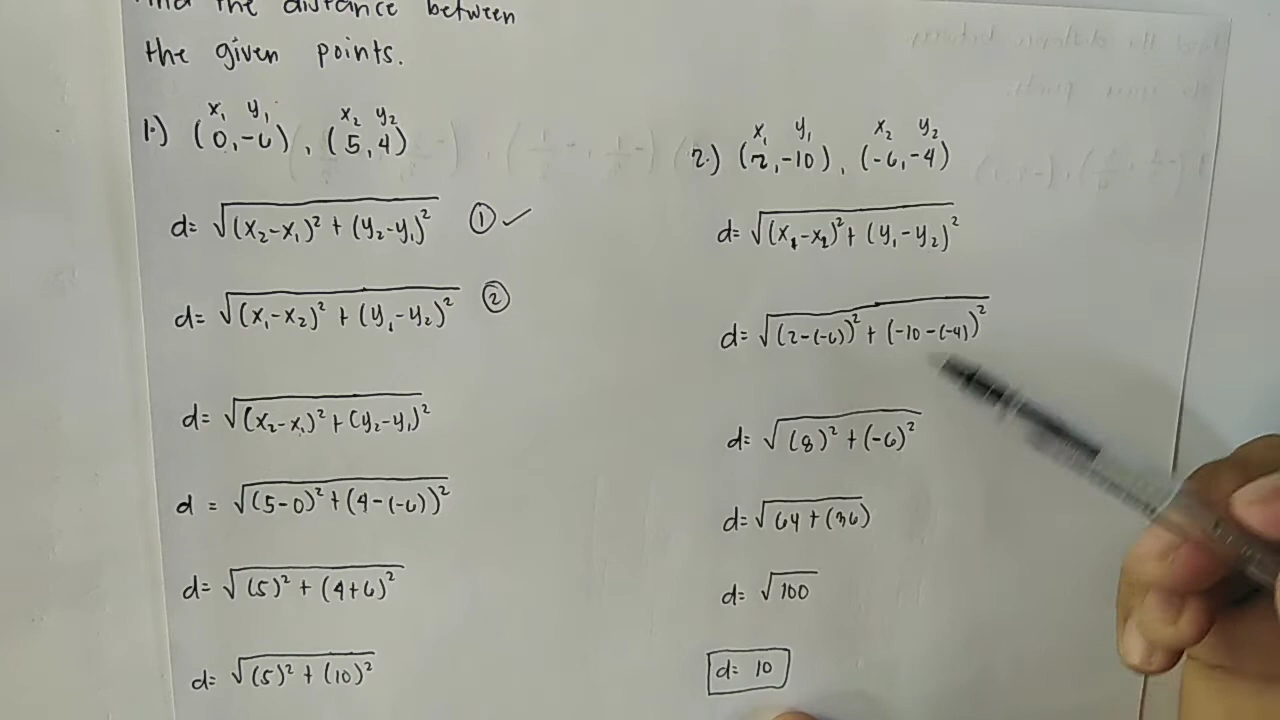 Find the distance between
the given points.
x₁ y₁ x₂ y₂
1.) (0,-6), (5,4)
d= √(x₂-x₁)² + (y₂-y₁)² ① ✓
d= √(x₁-x₂)² + (y₁-y₂)² ②
d= √(x₂-x₁)² + (y₂-y₁)²
d = √(5-0)² + (4-(-6))²
d= √(5)² + (4+6)²
d= √(5)² + (10)²
x₁ y₁ x₂ y₂
2.) (2,-10), (-6,-4)
d= √(x₁-x₂)² + (y₁-y₂)²
d= √(2-(-6))² + (-10-(-4))²
d= √(8)² + (-6)²
d= √64+(36)
d= √100
d= 10